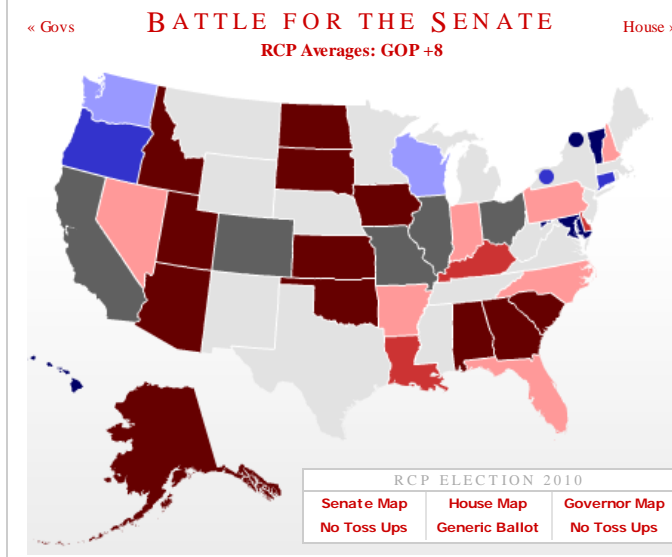 « Govs
BATTLE FOR THE SENATE
House »
RCP Averages: GOP +8
RCP ELECTION 2010
Senate Map
House Map
Governor Map
No Toss Ups
Generic Ballot
No Toss Ups